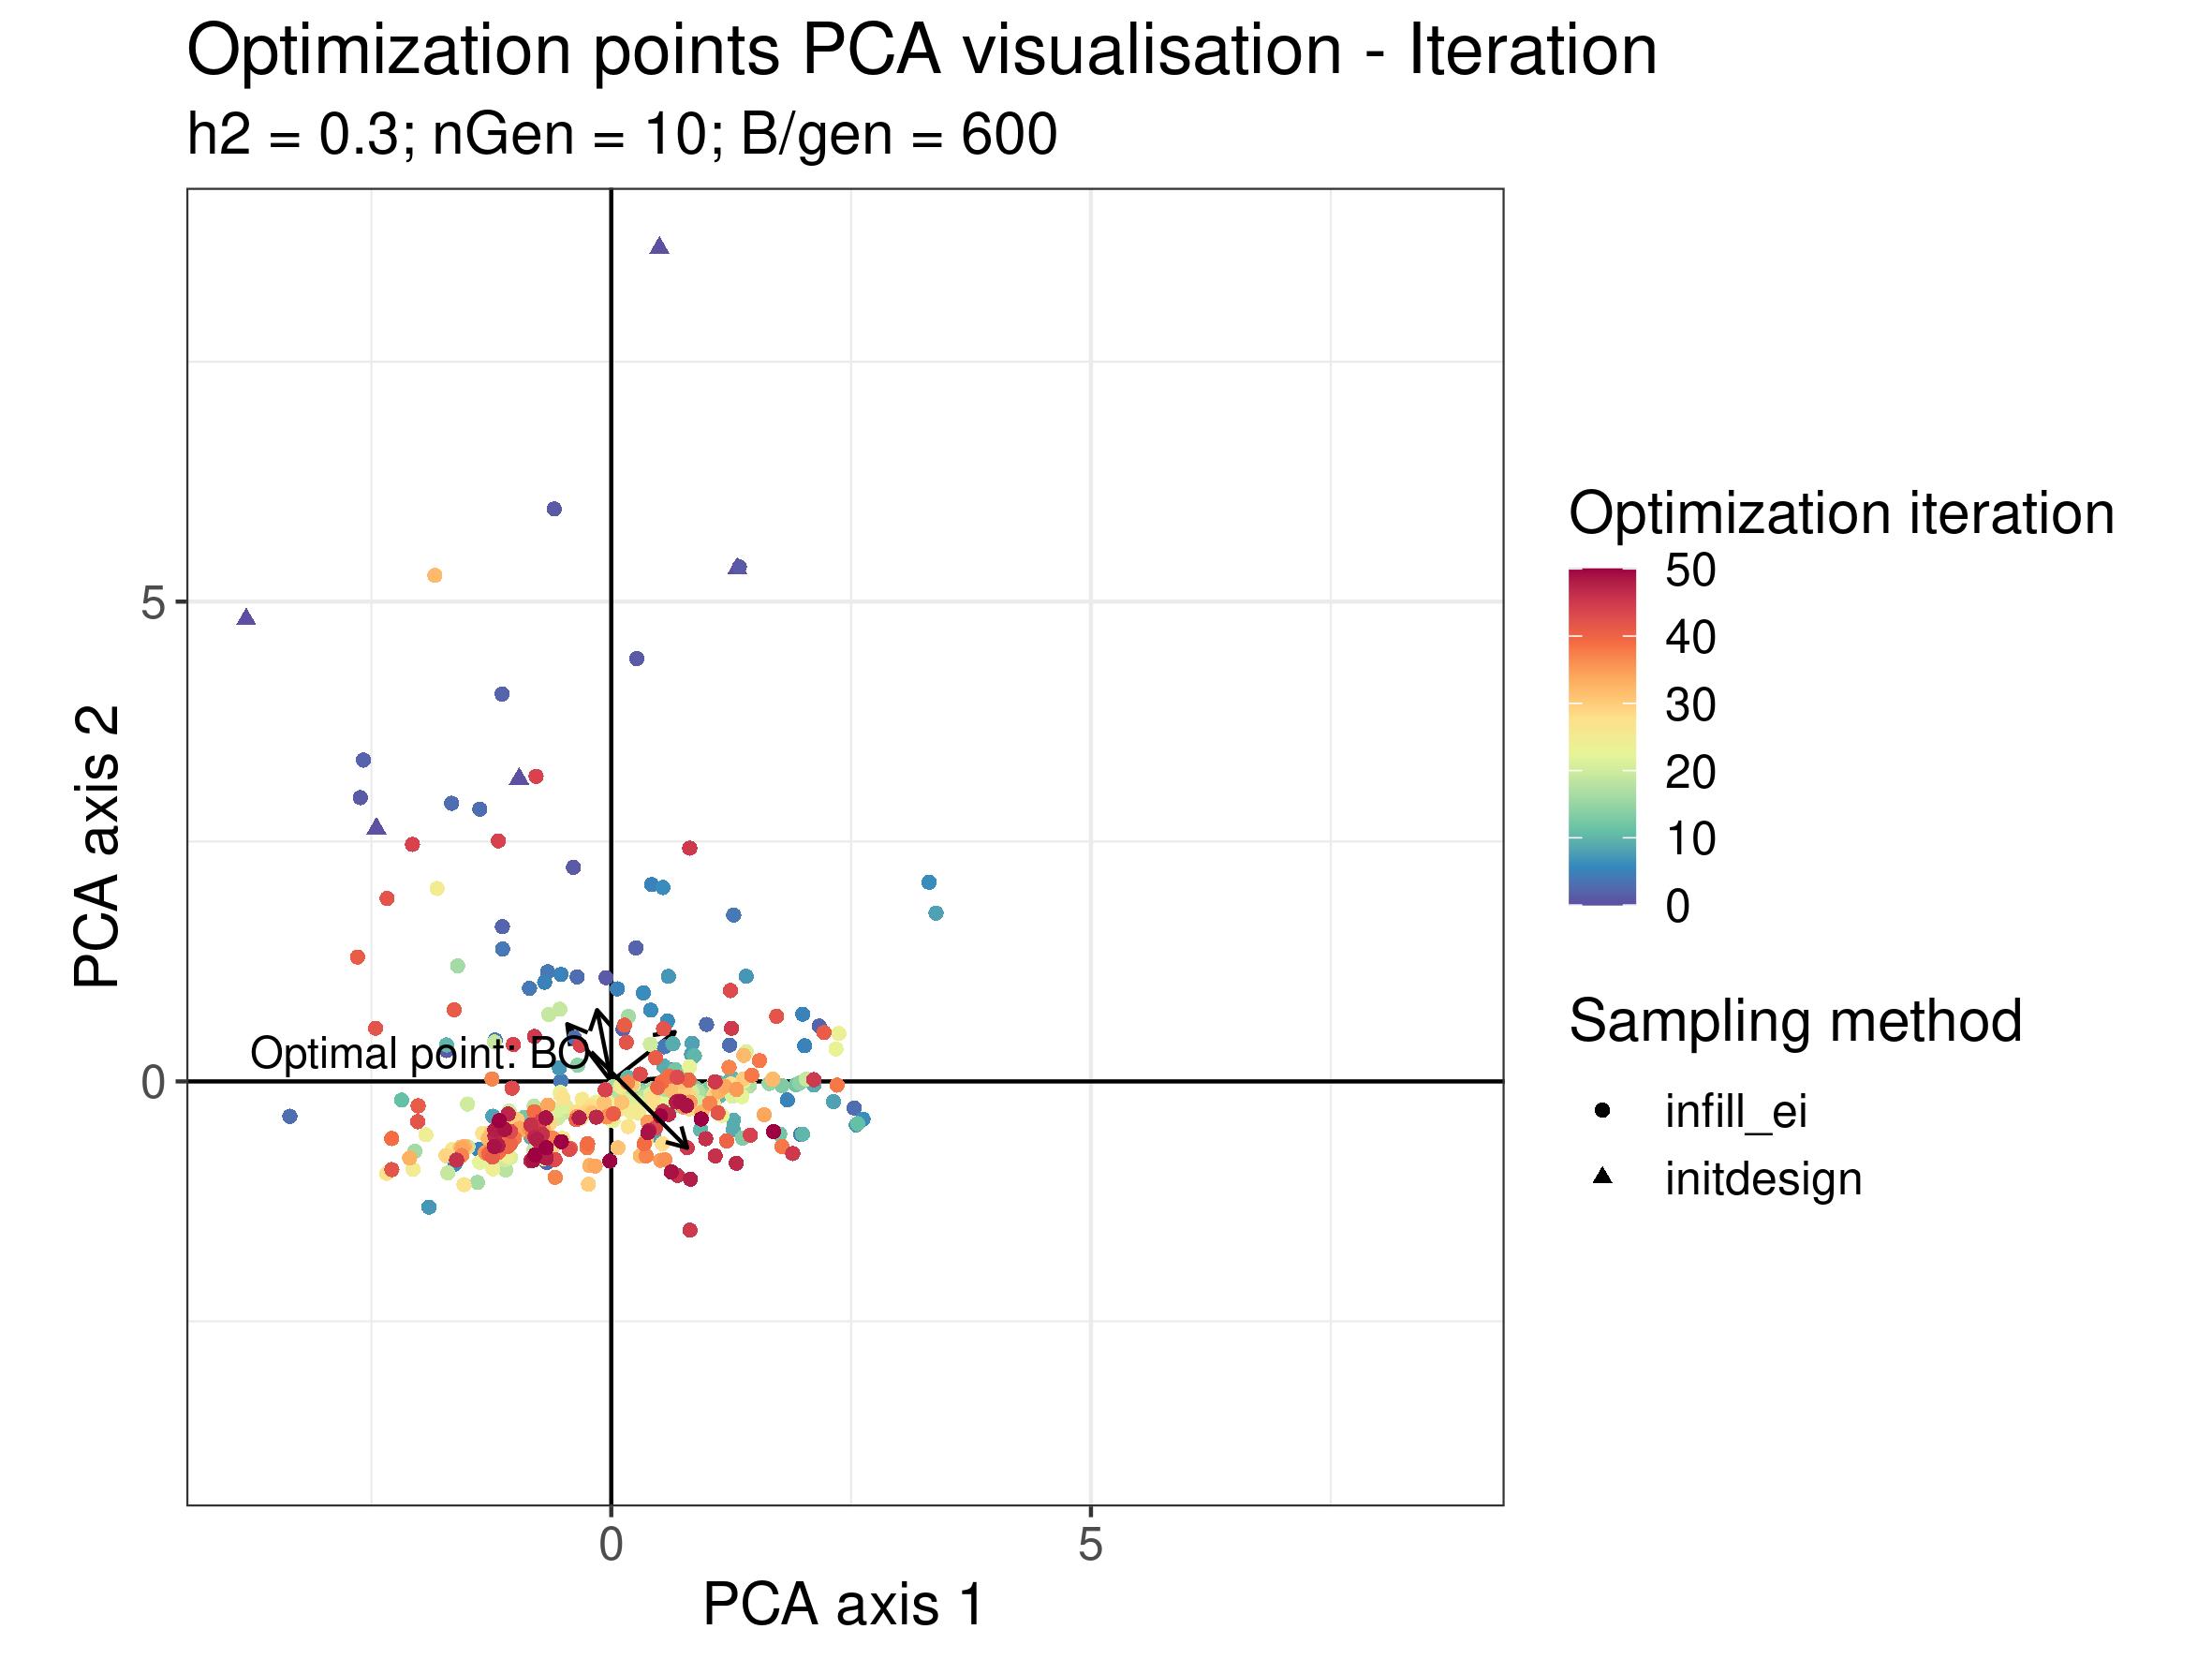 Optimization points PCA visualisation - Iteration
h2 = 0.3; nGen = 10; B/gen = 600
PCA axis 2
5
0
Optimal point: BO
0
5
PCA axis 1
Optimization iteration
50
40
30
20
10
0
Sampling method
infill_ei
initdesign